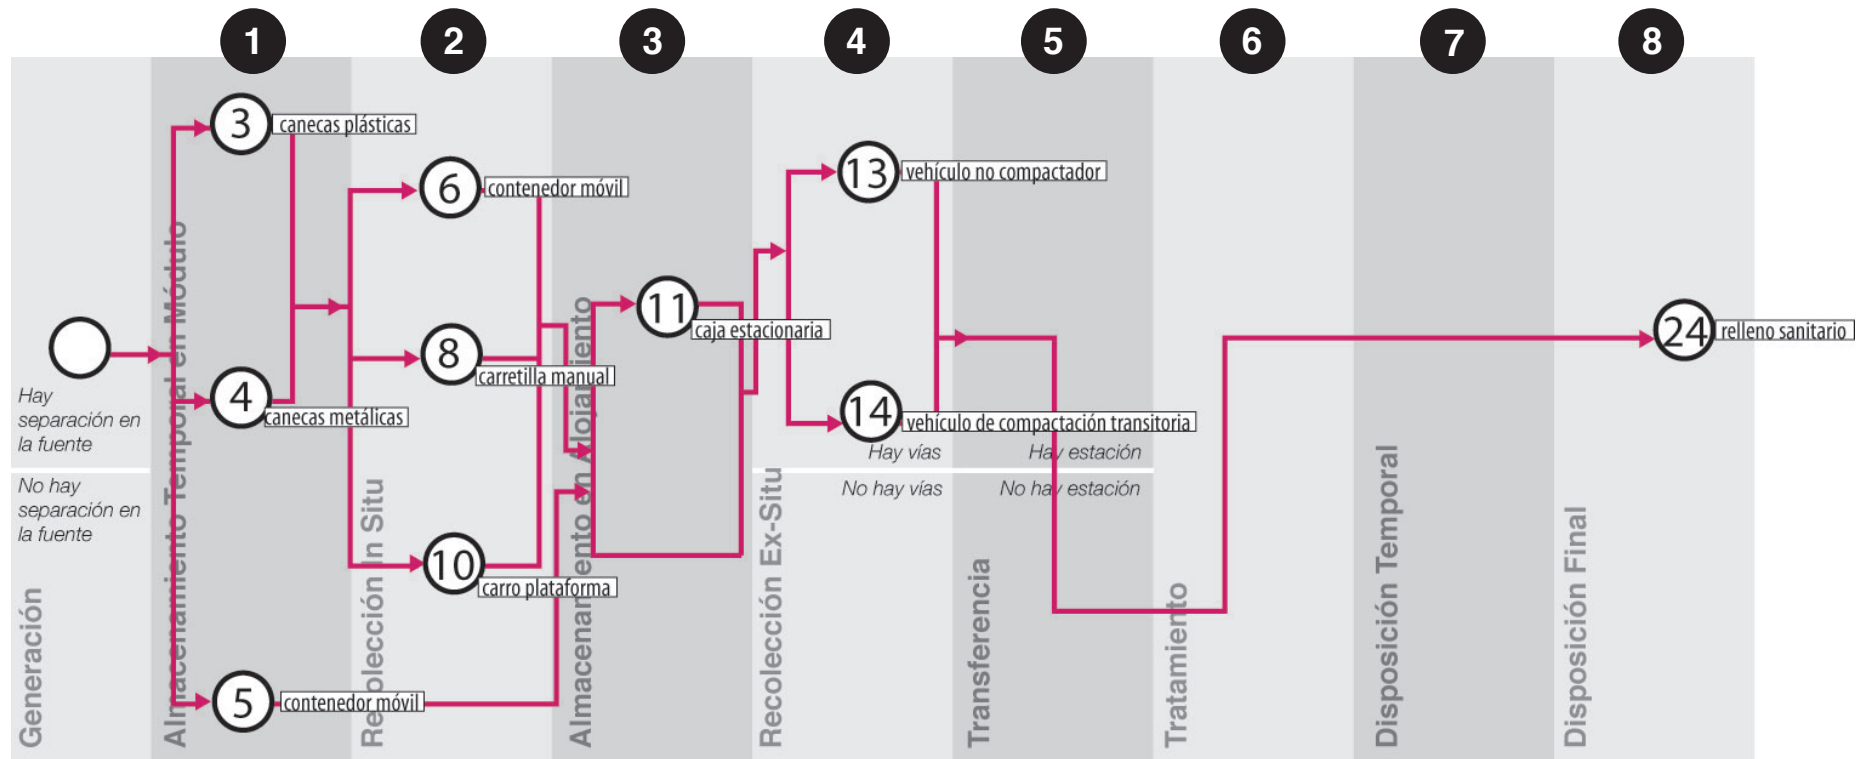 1
2
3
4
5
6
7
8
3
canecas plásticas
13
vehículo no compactador
6
contenedor móvil
11
caja estacionaria
24
relleno sanitario
8
carretilla manual
4
canecas metálicas
14
vehículo de compactación transitoria
Hay
separación en
la fuente
Hay vías
Hay estación
No hay
separación en
la fuente
No hay vías
No hay estación
10
carro plataforma
5
contenedor móvil
Generación
Almacenamiento Temporal en Módulo
Recolección In Situ
Almacenamento en Alojamiento
Recolección Ex-Situ
Transferencia
Tratamiento
Disposición Temporal
Disposición Final